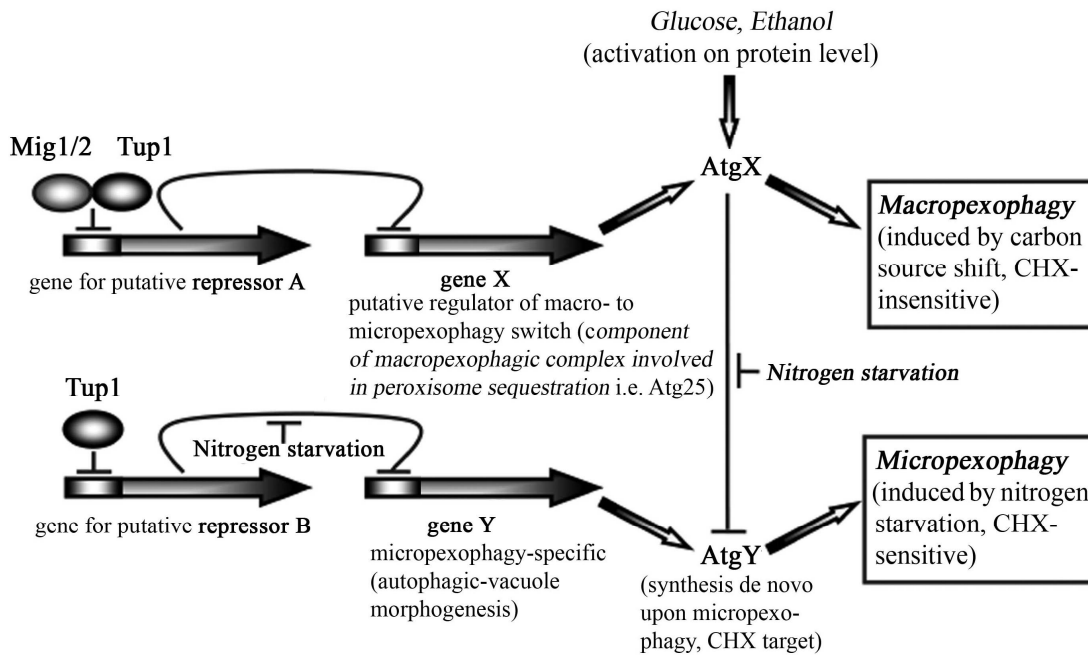 Glucose, Ethanol
(activation on protein level)
Mig1/2 Tup1
AtgX
gene for putative repressor A
gene X
putative regulator of macro- to
micropexophagy switch (component
of macropexophagic complex involved
in peroxisome sequestration i.e. Atg25)
Macropexophagy
(induced by carbon
source shift, CHX-
insensitive)
Nitrogen starvation
Tup1
Nitrogen starvation
gene for putative repressor B
gene Y
micropexophagy-specific
(autophagic-vacuole
morphogenesis)
AtgY
(synthesis de novo
upon micropexo-
phagy, CHX target)
Micropexophagy
(induced by nitrogen
starvation, CHX-
sensitive)